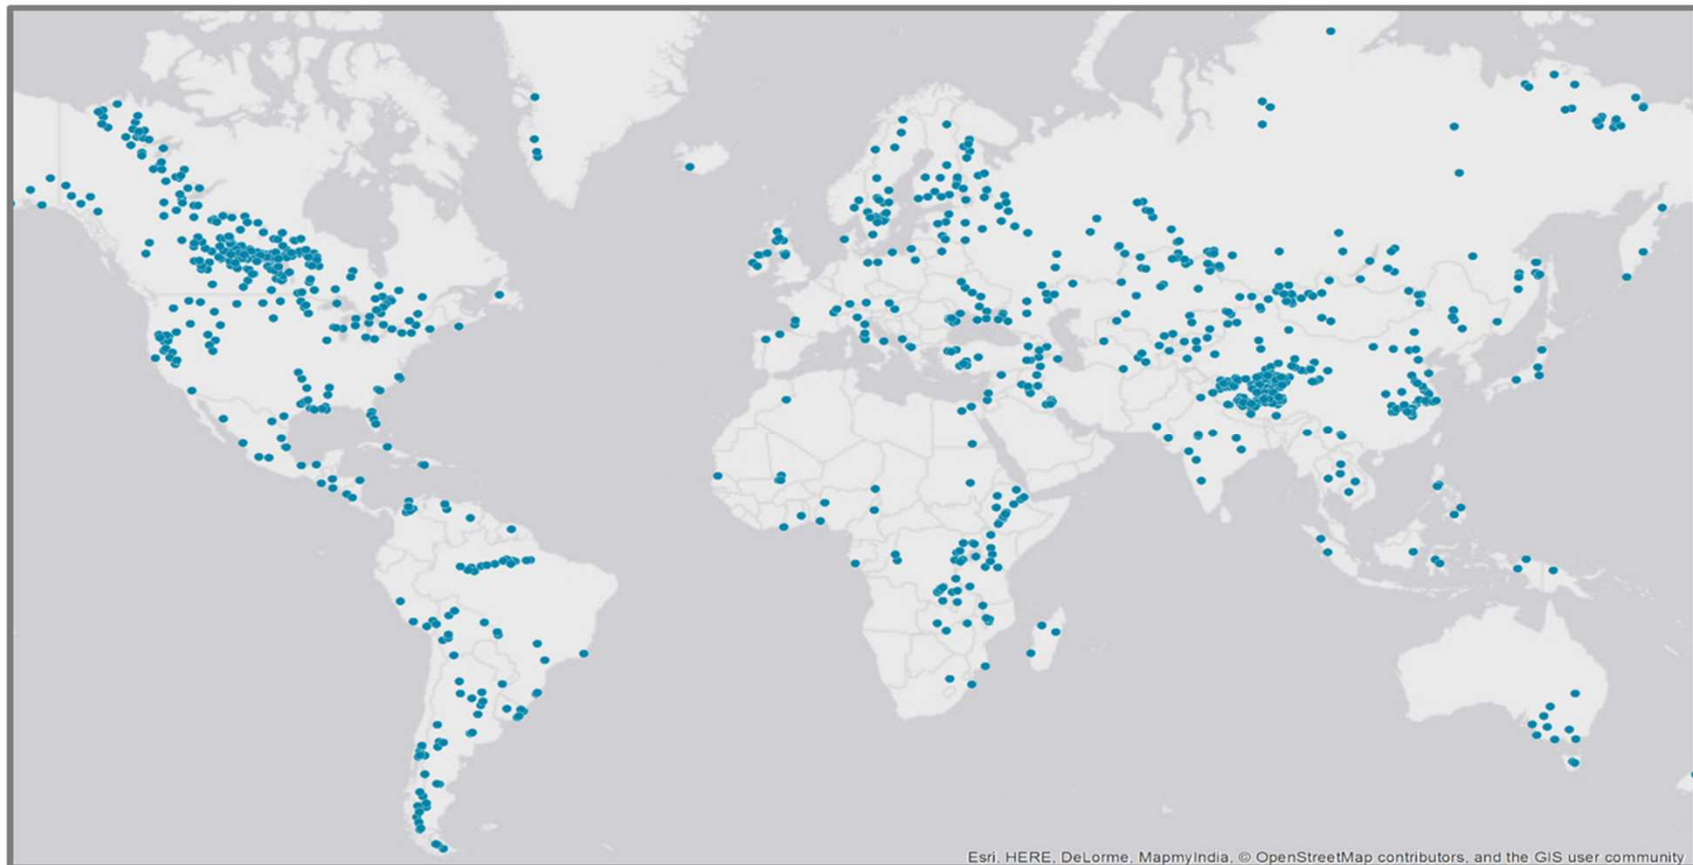 Esri, HERE, DeLorme, MapmyIndia, © OpenStreetMap contributors, and the GIS user community